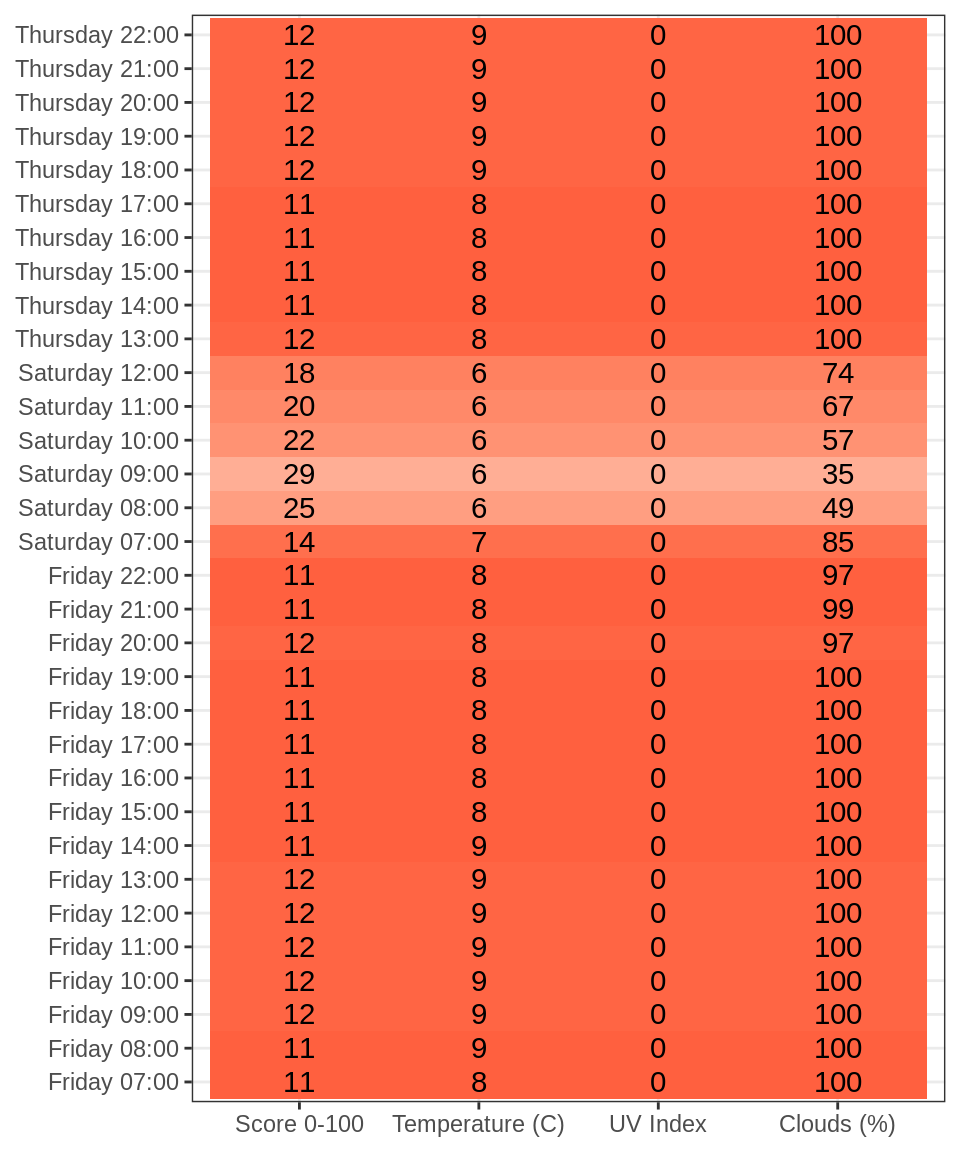 Thursday 22:00 12 9 0 100
Thursday 21:00 12 9 0 100
Thursday 20:00 12 9 0 100
Thursday 19:00 12 9 0 100
Thursday 18:00 12 9 0 100
Thursday 17:00 11 8 0 100
Thursday 16:00 11 8 0 100
Thursday 15:00 11 8 0 100
Thursday 14:00 11 8 0 100
Thursday 13:00 12 8 0 100
Saturday 12:00 18 6 0 74
Saturday 11:00 20 6 0 67
Saturday 10:00 22 6 0 57
Saturday 09:00 29 6 0 35
Saturday 08:00 25 6 0 49
Saturday 07:00 14 7 0 85
Friday 22:00 11 8 0 97
Friday 21:00 11 8 0 99
Friday 20:00 12 8 0 97
Friday 19:00 11 8 0 100
Friday 18:00 11 8 0 100
Friday 17:00 11 8 0 100
Friday 16:00 11 8 0 100
Friday 15:00 11 8 0 100
Friday 14:00 11 9 0 100
Friday 13:00 12 9 0 100
Friday 12:00 12 9 0 100
Friday 11:00 12 9 0 100
Friday 10:00 12 9 0 100
Friday 09:00 12 9 0 100
Friday 08:00 11 9 0 100
Friday 07:00 11 8 0 100
Score 0-100 Temperature (C) UV Index Clouds (%)